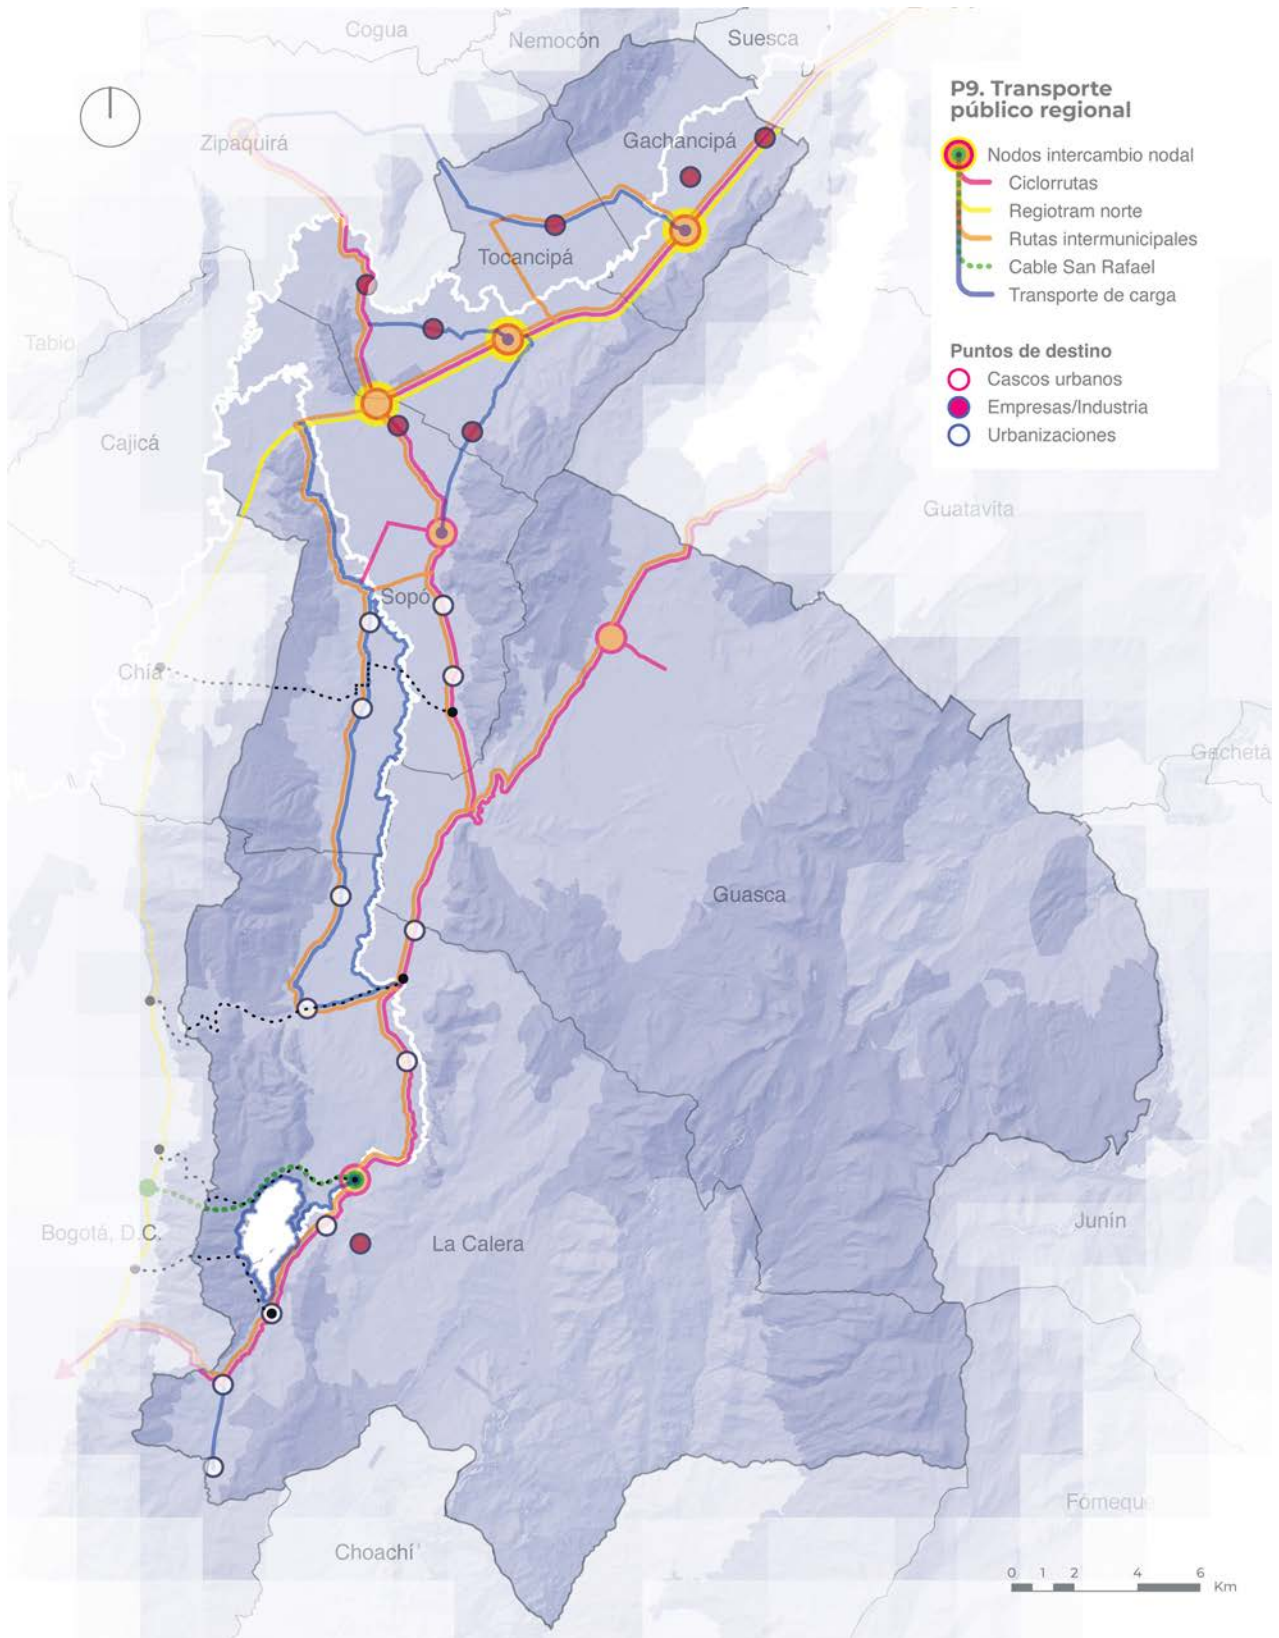 Cogua
Nemocón
Suesca
P9. Transporte
público regional
Zipaquirá
Gachancipá
Nodos intercambio nodal
Ciclorrutas
Registram norte
Rutas intermunicipales
Cable San Rafael
Transporte de carga
Tocancipá
Tabio
Puntos de destino
Cascos urbanos
Empresas/Industria
Urbanizaciones
Cajicá
Guatavita
Sopó
Chía
Gachetá
Guasca
Junín
Bogotá, D.C.
La Calera
Fómeque
Choachí
0 1 2 4 6
Km